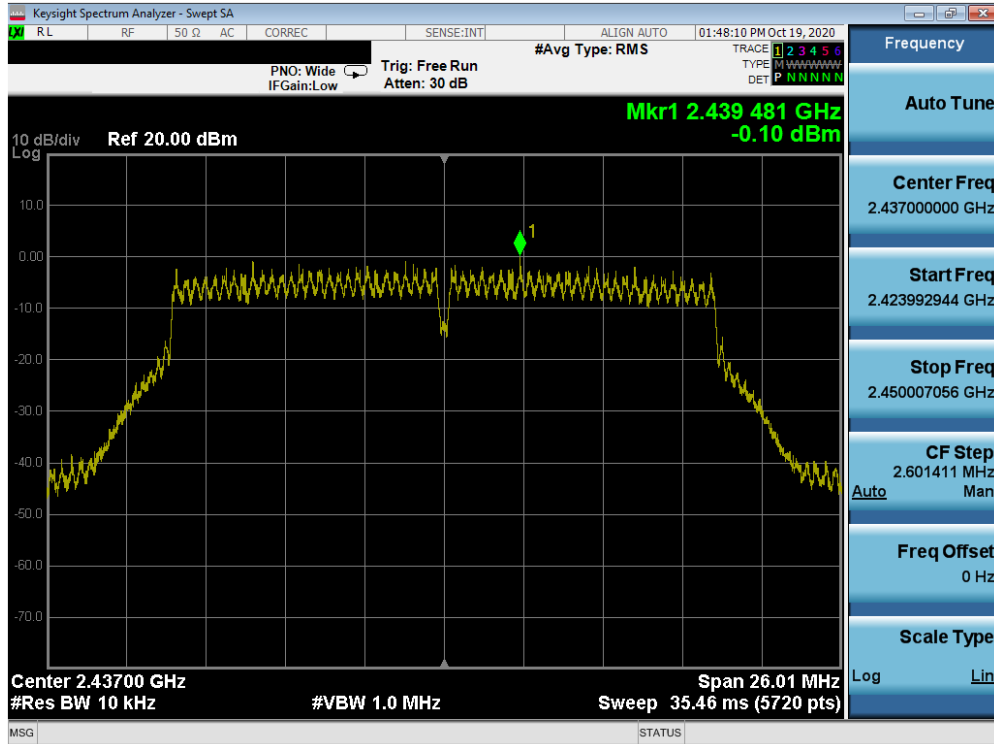 Keysight Spectrum Analyzer - Swept SA
LXI RL RF 50 Ω AC CORREC SENSE:INT ALIGN AUTO 01:48:10 PM Oct 19, 2020
#Avg Type: RMS
TRACE 1 2 3 4 5 6
TYPE M WWWWW
DET P N N N N N
PNO: Wide
IFGain:Low
Trig: Free Run
Atten: 30 dB
Mkr1 2.439 481 GHz
-0.10 dBm
10 dB/div Ref 20.00 dBm
Log
10.0
0.00
-10.0
-20.0
-30.0
-40.0
-50.0
-60.0
-70.0
1
Center 2.43700 GHz Span 26.01 MHz
#Res BW 10 kHz #VBW 1.0 MHz Sweep 35.46 ms (5720 pts)
MSG STATUS
Frequency
Auto Tune
Center Freq
2.437000000 GHz
Start Freq
2.423992944 GHz
Stop Freq
2.450007056 GHz
CF Step
2.601411 MHz
Auto Man
Freq Offset
0 Hz
Scale Type
Log Lin